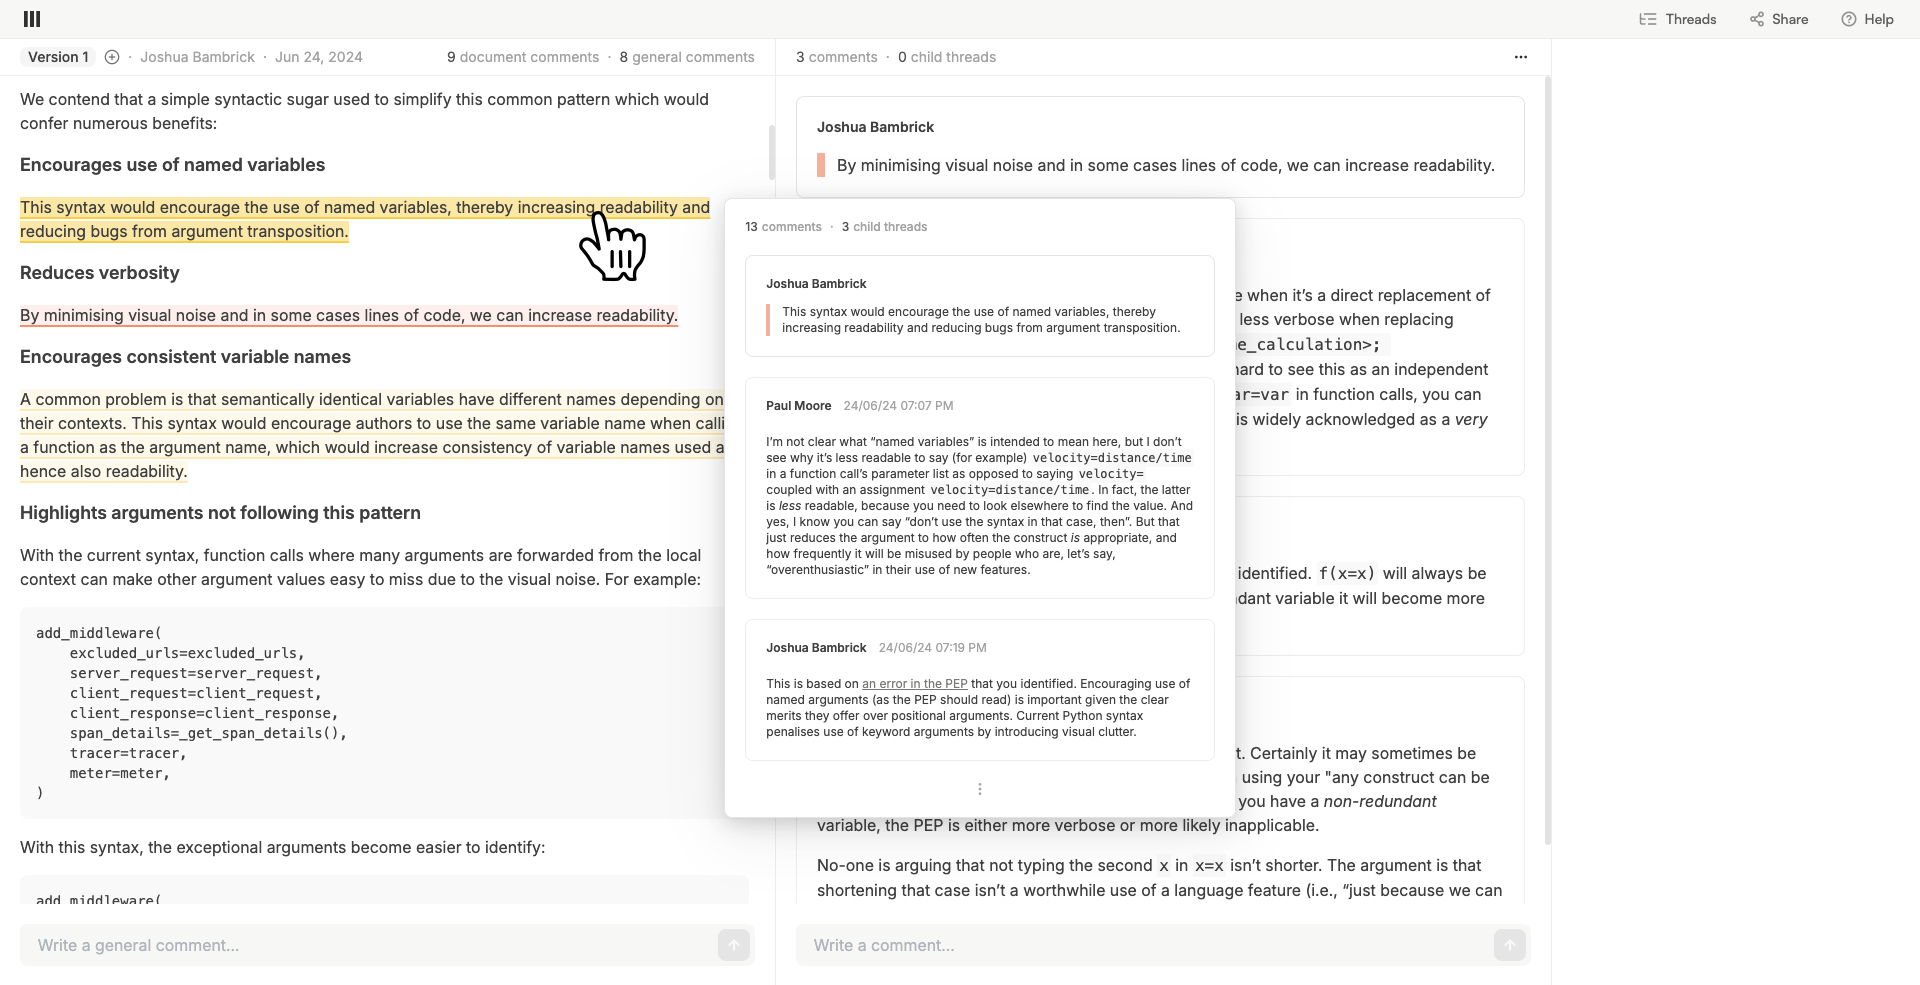 Threads
Share
Help
Version 1 · Joshua Bambrick · Jun 24, 2024
9 document comments · 8 general comments
We contend that a simple syntactic sugar used to simplify this common pattern which would
confer numerous benefits:
Encourages use of named variables
This syntax would encourage the use of named variables, thereby increasing readability and
reducing bugs from argument transposition.
Reduces verbosity
By minimising visual noise and in some cases lines of code, we can increase readability.
Encourages consistent variable names
A common problem is that semantically identical variables have different names depending on
their contexts. This syntax would encourage authors to use the same variable name when calli
a function as the argument name, which would increase consistency of variable names used a
hence also readability.
Highlights arguments not following this pattern
With the current syntax, function calls where many arguments are forwarded from the local
context can make other argument values easy to miss due to the visual noise. For example:
add_middleware(
    excluded_urls=excluded_urls,
    server_request=server_request,
    client_request=client_request,
    client_response=client_response,
    span_details=_get_span_details(),
    tracer=tracer,
    meter=meter,
)
With this syntax, the exceptional arguments become easier to identify:
add_middleware(
Write a general comment...
3 comments · 0 child threads
Joshua Bambrick
By minimising visual noise and in some cases lines of code, we can increase readability.
13 comments · 3 child threads
Joshua Bambrick
This syntax would encourage the use of named variables, thereby
increasing readability and reducing bugs from argument transposition.
Paul Moore 24/06/24 07:07 PM
I’m not clear what “named variables” is intended to mean here, but I don’t
see why it’s less readable to say (for example) velocity=distance/time
in a function call’s parameter list as opposed to saying velocity=
coupled with an assignment velocity=distance/time. In fact, the latter
is less readable, because you need to look elsewhere to find the value. And
yes, I know you can say “don’t use the syntax in that case, then”. But that
just reduces the argument to how often the construct is appropriate, and
how frequently it will be misused by people who are, let’s say,
“overenthusiastic” in their use of new features.
Joshua Bambrick 24/06/24 07:19 PM
This is based on an error in the PEP that you identified. Encouraging use of
named arguments (as the PEP should read) is important given the clear
merits they offer over positional arguments. Current Python syntax
penalises use of keyword arguments by introducing visual clutter.
e when it’s a direct replacement of
less verbose when replacing
e_calculation>;
hard to see this as an independent
ar=var in function calls, you can
is widely acknowledged as a very
identified. f(x=x) will always be
dant variable it will become more
t. Certainly it may sometimes be
using your "any construct can be
you have a non-redundant
variable, the PEP is either more verbose or more likely inapplicable.
No-one is arguing that not typing the second x in x=x isn’t shorter. The argument is that
shortening that case isn’t a worthwhile use of a language feature (i.e., “just because we can
Write a comment...